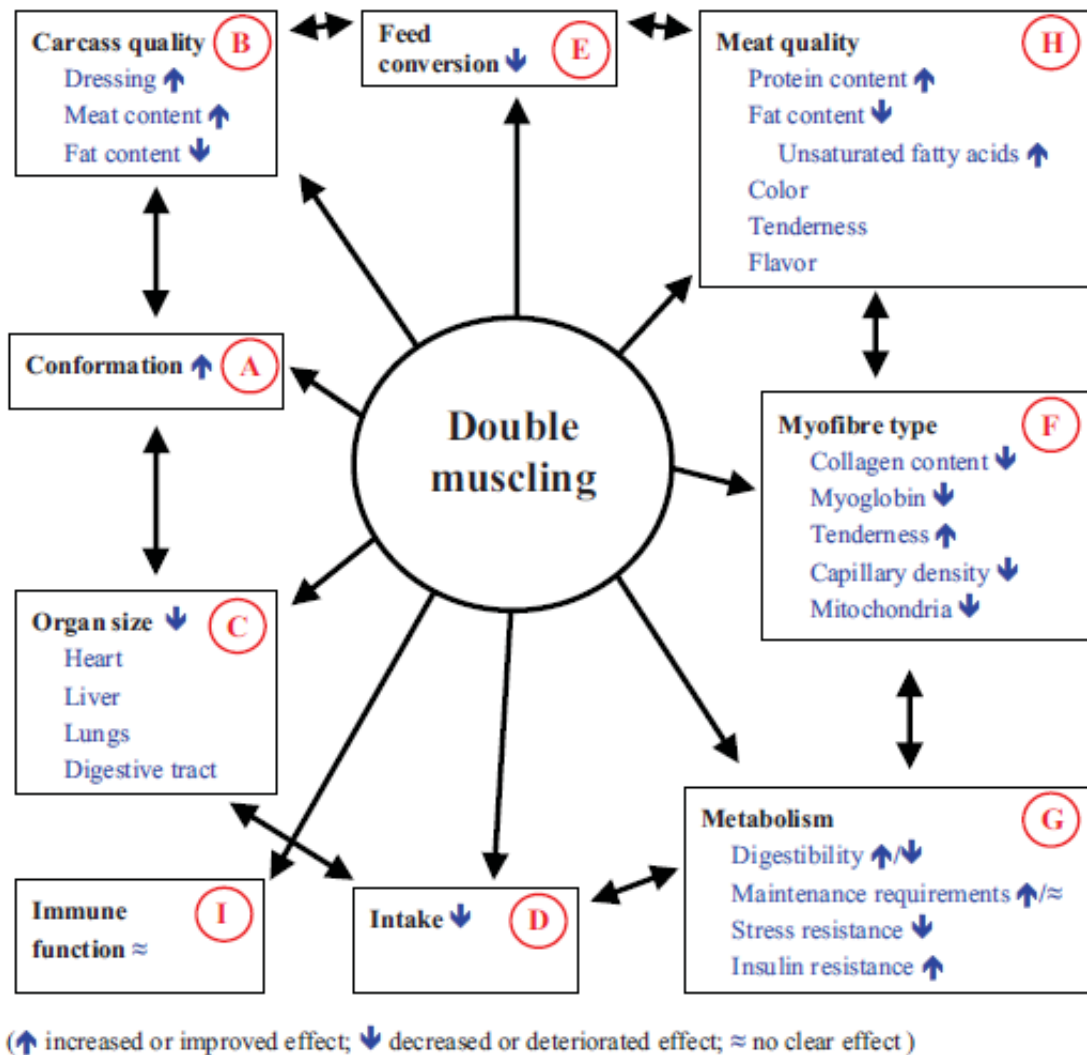 Carcass quality B
Dressing ↑
Meat content ↑
Fat content ↓
Feed
conversion ↓ E
Meat quality H
Protein content ↑
Fat content ↓
Unsaturated fatty acids ↑
Color
Tenderness
Flavor
Conformation ↑ A
Double
muscling
Myofibre type F
Collagen content ↓
Myoglobin ↓
Tenderness ↑
Capillary density ↓
Mitochondria ↓
Organ size ↓ C
Heart
Liver
Lungs
Digestive tract
Metabolism G
Digestibility ↑/↓
Maintenance requirements ↑/≈
Stress resistance ↓
Insulin resistance ↑
Immune I
function ≈
Intake ↓ D
(↑ increased or improved effect; ↓ decreased or deteriorated effect; ≈ no clear effect )